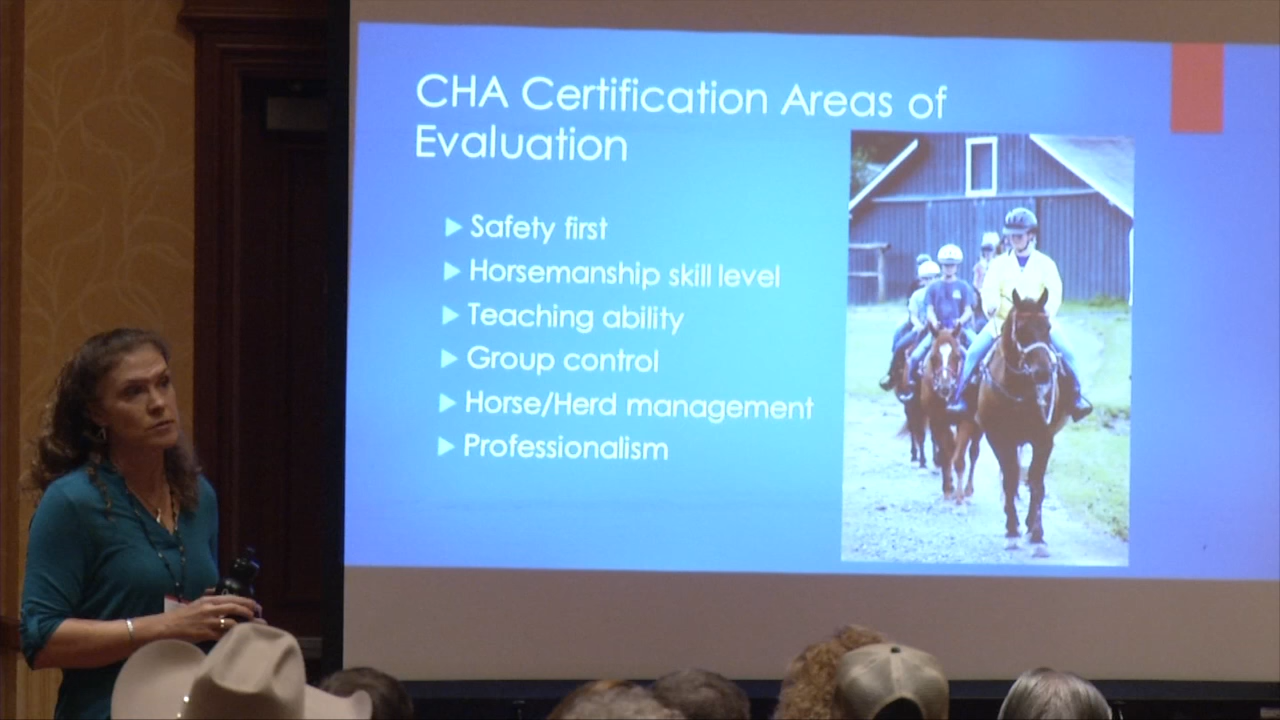 CHA Certification Areas of
Evaluation
Safety first
Horsemanship skill level
Teaching ability
Group control
Horse/Herd management
Professionalism